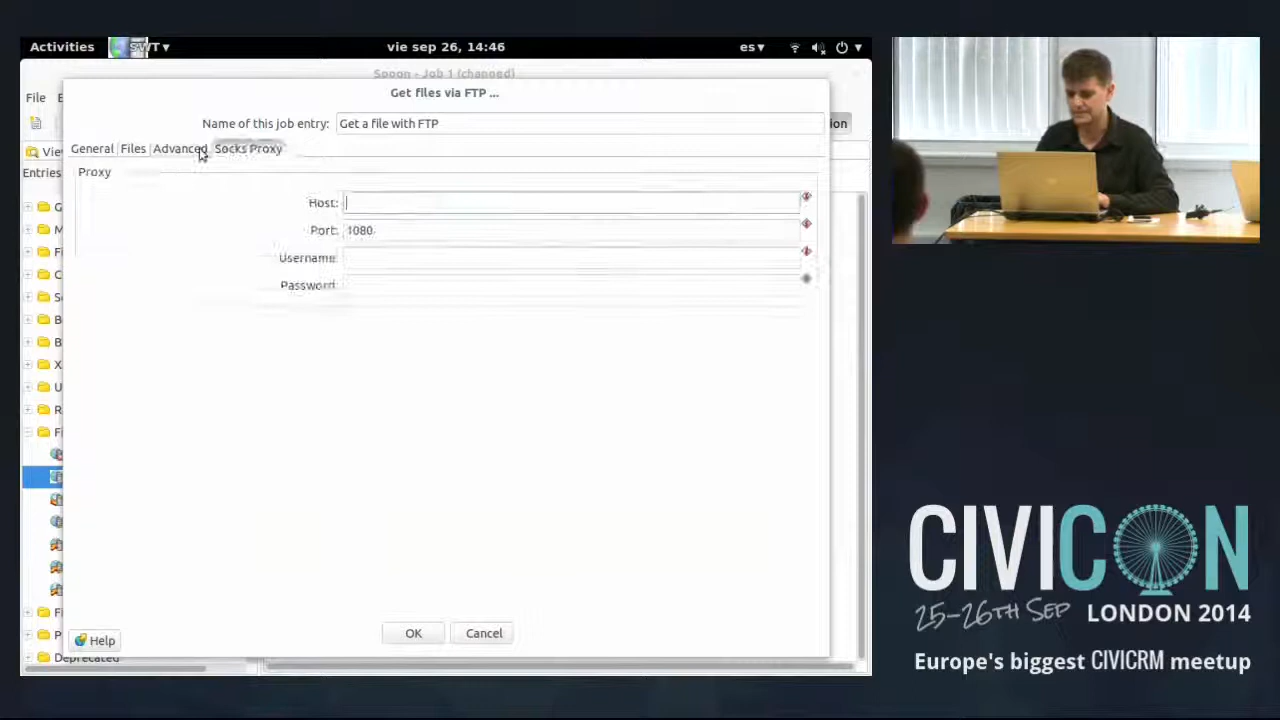 Activities
SWT ▾
vie sep 26, 14:46
es ▾
Spoon - Job 1 (changed)
File
Get files via FTP ...
Name of this job entry:
Get a file with FTP
ion
General
Files
Advanced
Socks Proxy
Vie
Entries
Proxy
Host:
Port:
1080
Username:
Password:
OK
Cancel
Help
Deprecated
CIVICON
25-26TH SEP
LONDON 2014
Europe's biggest CIVICRM meetup